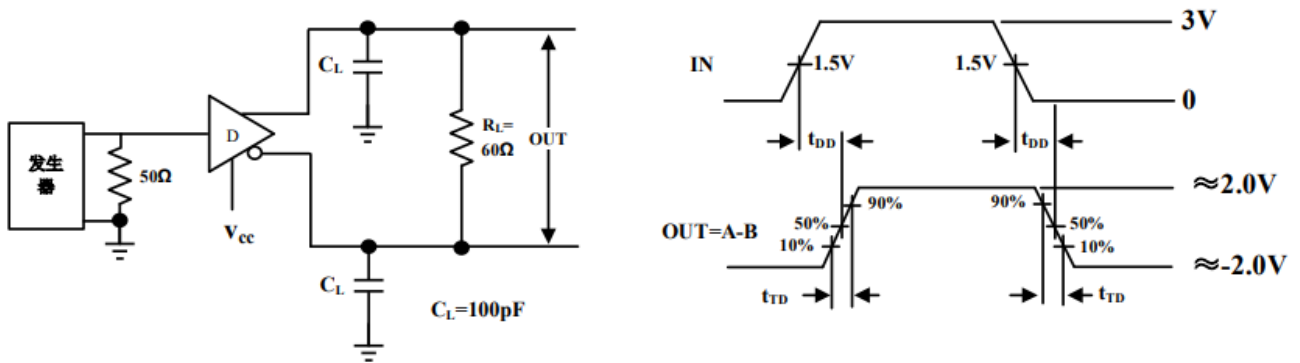 发生
器
50Ω
D
Vcc
CL
CL
RL=
60Ω
OUT
CL=100pF
IN
1.5V
1.5V
3V
0
tDD
tDD
OUT=A-B
90%
50%
10%
90%
50%
10%
≈2.0V
≈-2.0V
tTD
tTD